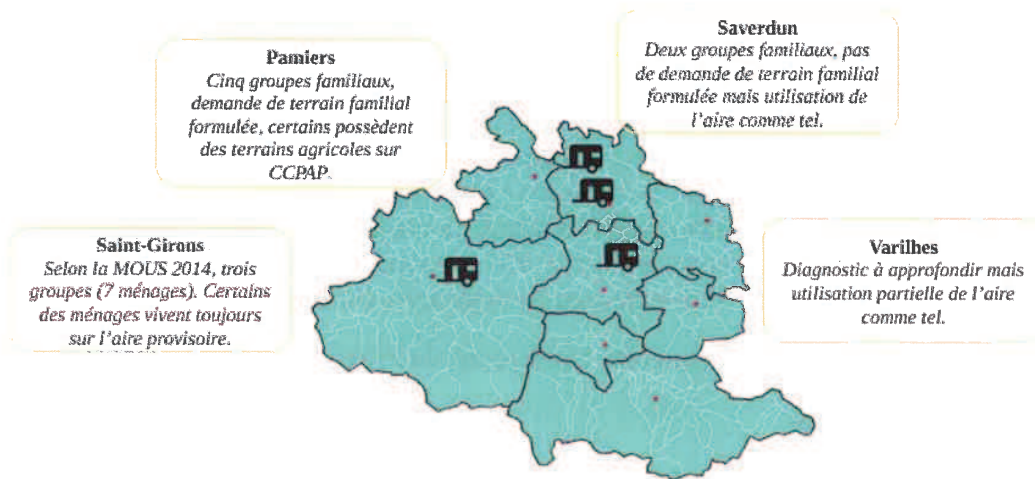 Saverdun
Deux groupes familiaux, pas
de demande de terrain familial
formulée mais utilisation de
l'aire comme tel.
Pamiers
Cinq groupes familiaux,
demande de terrain familial
formulée, certains possèdent
des terrains agricoles sur
CCPAP.
Saint-Girons
Selon la MOUS 2014, trois
groupes (7 ménages). Certains
des ménages vivent toujours
sur l'aire provisoire.
Varilhes
Diagnostic à approfondir mais
utilisation partielle de l'aire
comme tel.